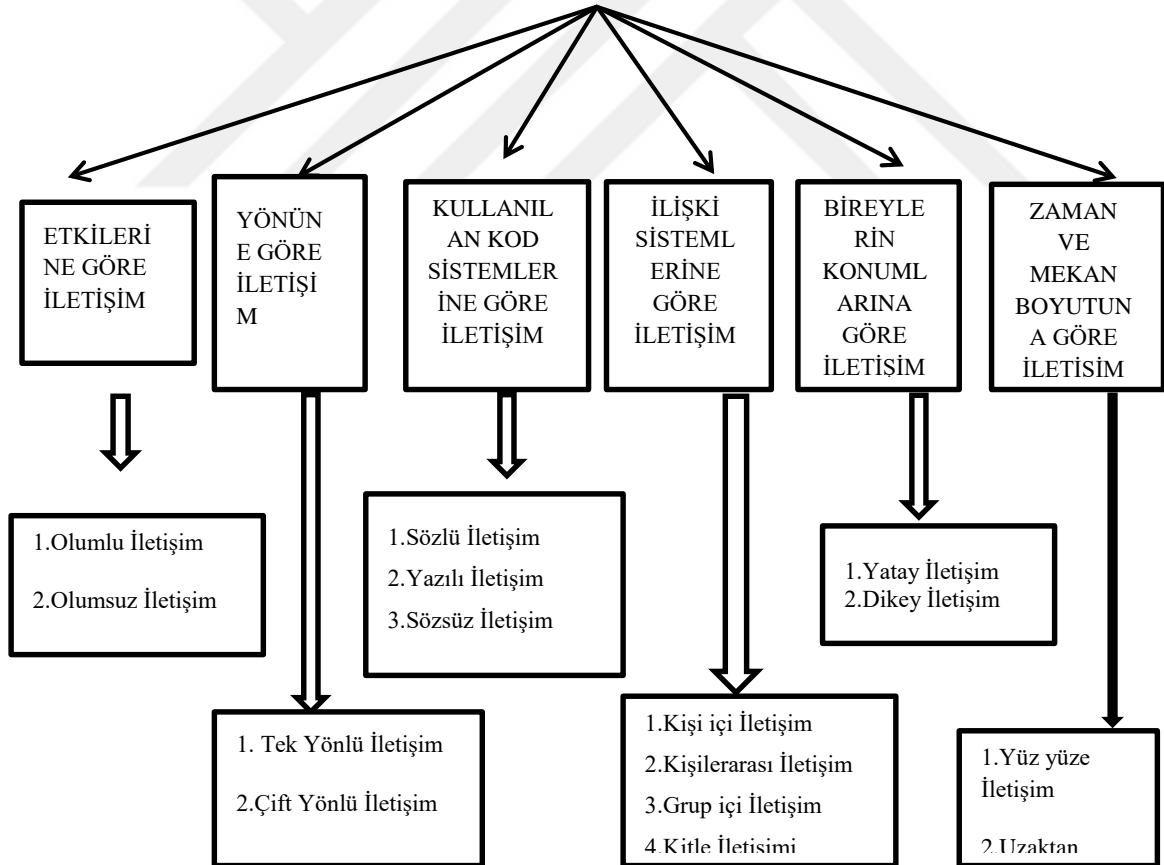 ETKİLERİ
NE GÖRE
İLETİŞİM
YÖNÜN
E GÖRE
İLETİŞİ
M
KULLANIL
AN KOD
SİSTEMLER
İNE GÖRE
İLETİŞİM
İLİŞKİ
SİSTEML
ERİNE
GÖRE
İLETİŞİM
BİREYLE
RİN
KONUML
ARINA
GÖRE
İLETİŞİM
ZAMAN
VE
MEKAN
BOYUTUN
A GÖRE
İLETİSİM
1.Olumlu İletişim
2.Olumsuz İletişim
1. Tek Yönlü İletişim
2.Çift Yönlü İletişim
1.Sözlü İletişim
2.Yazılı İletişim
3.Sözsüz İletişim
1.Kişi içi İletişim
2.Kişilerarası İletişim
3.Grup içi İletişim
4.Kitle İletişimi
1.Yatay İletişim
2.Dikey İletişim
1.Yüz yüze
İletişim
2.Uzaktan